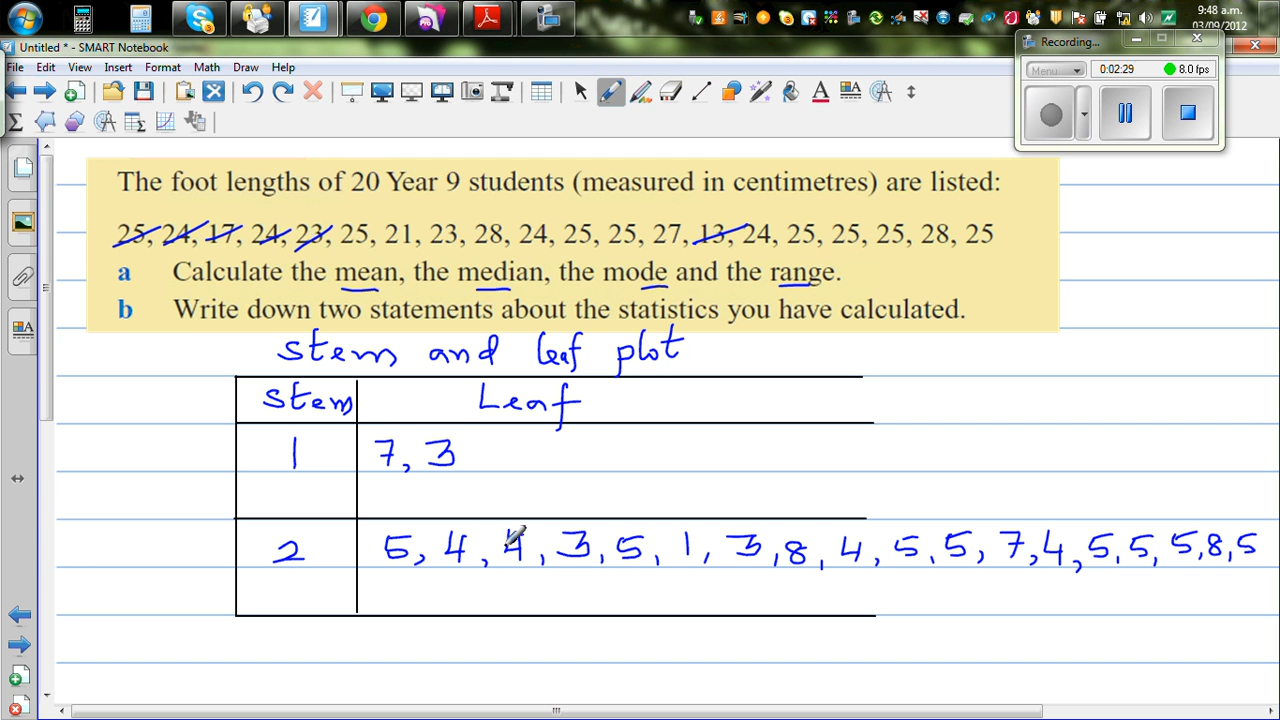 9:48 a.m.
03/09/2012
Untitled * - SMART Notebook
Recording...
File Edit View Insert Format Math Draw Help
Menu
0:02:29
8.0 fps
The foot lengths of 20 Year 9 students (measured in centimetres) are listed:
25, 24, 17, 24, 23, 25, 21, 23, 28, 24, 25, 25, 27, 13, 24, 25, 25, 25, 28, 25
a Calculate the mean, the median, the mode and the range.
b Write down two statements about the statistics you have calculated.
stem and leaf plot
Stem Leaf
1 7, 3
2 5, 4, 4, 3, 5, 1, 3, 8, 4, 5, 5, 7, 4, 5, 5, 5, 8, 5